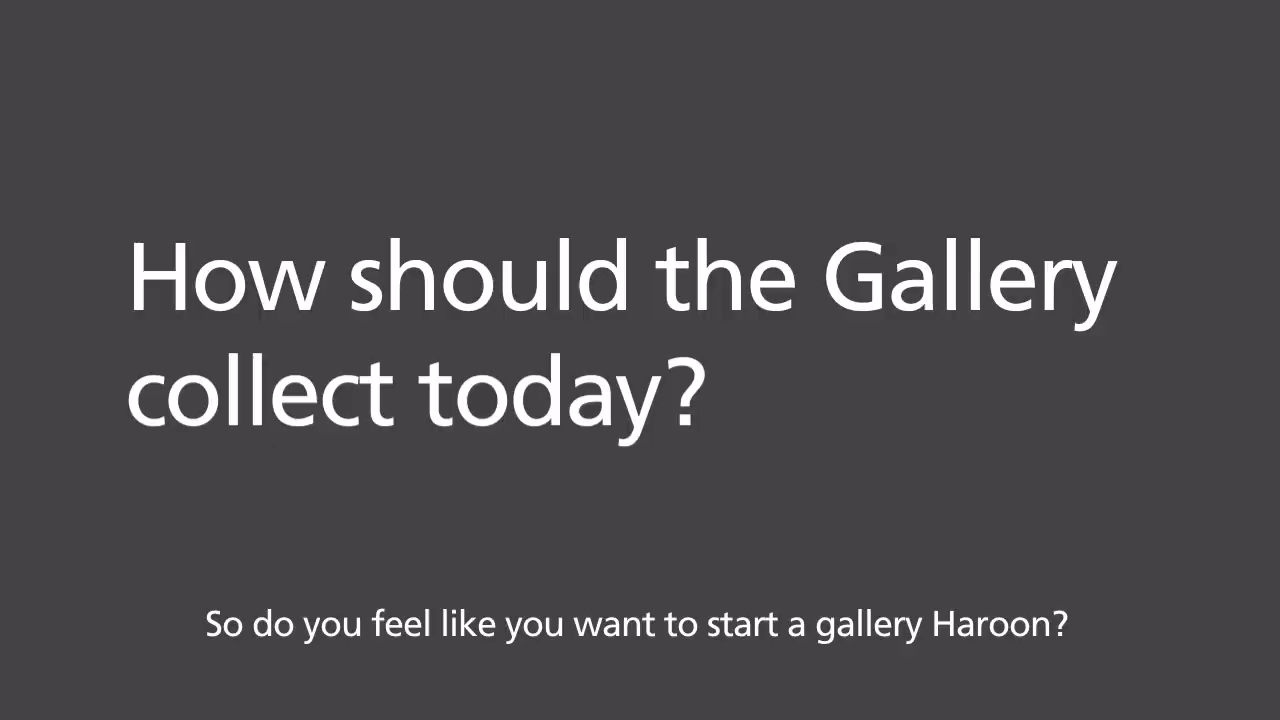 How should the Gallery
collect today?
So do you feel like you want to start a gallery Haroon?